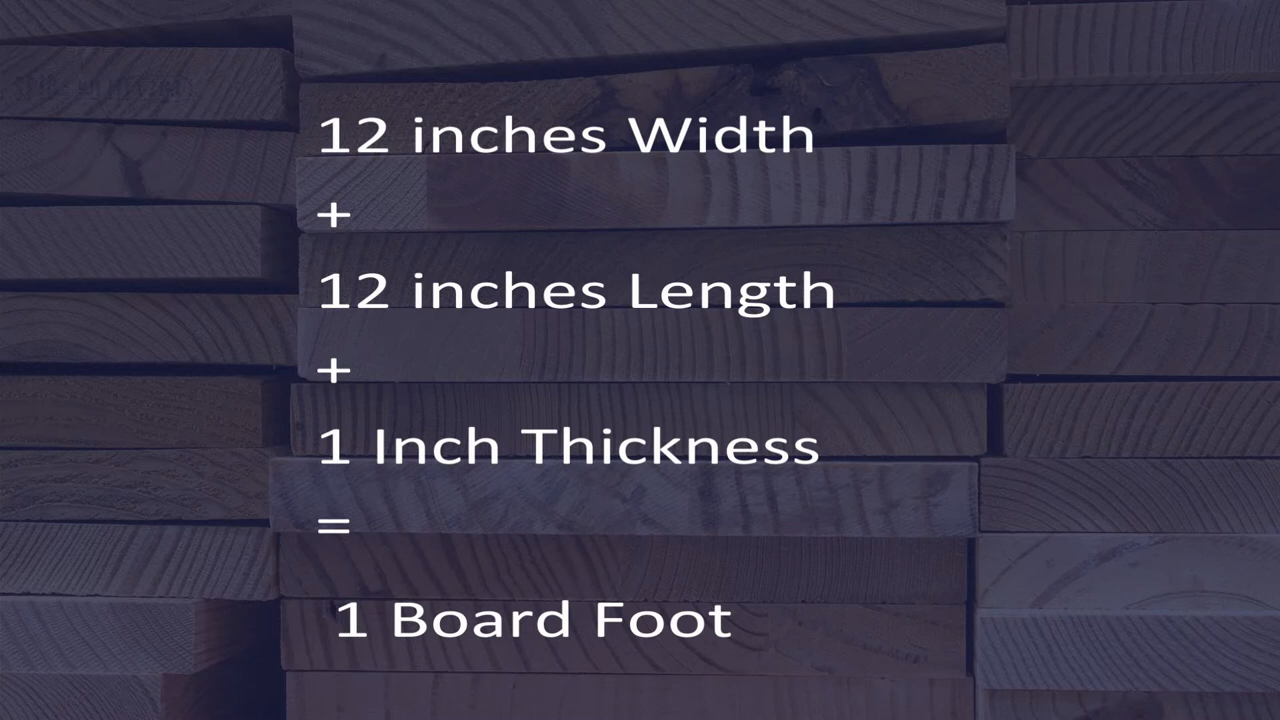 12 inches Width
+
12 inches Length
+
1 Inch Thickness
=
1 Board Foot